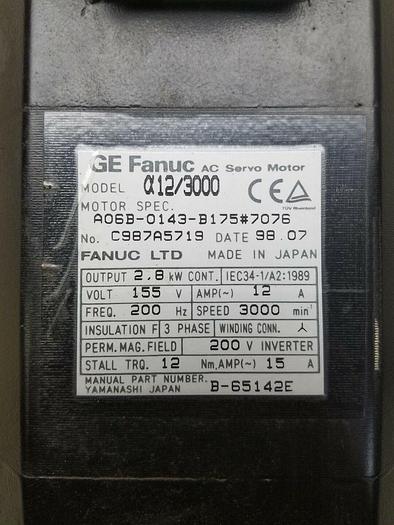 GE Fanuc AC Servo Motor
MODEL α12/3000
MOTOR SPEC.
A06B-0143-B175#7076
TÜV Rheinland
No. C987A5719 DATE 98.07
FANUC LTD MADE IN JAPAN
OUTPUT 2.8 kW CONT. IEC34-1/A2:1989
VOLT 155 V AMP(~) 12 A
FREQ. 200 Hz SPEED 3000 min⁻¹
INSULATION F 3 PHASE WINDING CONN. ⅄
PERM. MAG. FIELD 200 V INVERTER
STALL TRQ. 12 Nm, AMP(~) 15 A
MANUAL PART NUMBER.
YAMANASHI JAPAN B-65142E